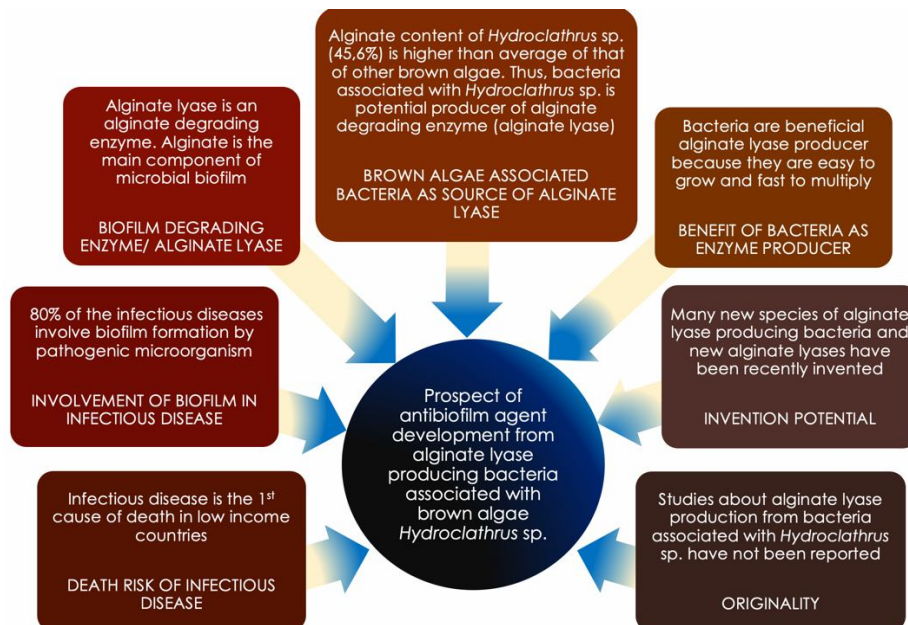 Alginate content of Hydroclathrus sp.
(45,6%) is higher than average of that
of other brown algae. Thus, bacteria
associated with Hydroclathrus sp. is
potential producer of alginate
degrading enzyme (alginate lyase)
BROWN ALGAE ASSOCIATED
BACTERIA AS SOURCE OF ALGINATE
LYASE
Alginate lyase is an
alginate degrading
enzyme. Alginate is the
main component of
microbial biofilm
BIOFILM DEGRADING
ENZYME/ ALGINATE LYASE
Bacteria are beneficial
alginate lyase producer
because they are easy to
grow and fast to multiply
BENEFIT OF BACTERIA AS
ENZYME PRODUCER
80% of the infectious diseases
involve biofilm formation by
pathogenic microorganism
INVOLVEMENT OF BIOFILM IN
INFECTIOUS DISEASE
Many new species of alginate
lyase producing bacteria and
new alginate lyases have
been recently invented
INVENTION POTENTIAL
Prospect of
antibiofilm agent
development from
alginate lyase
producing bacteria
associated with
brown algae
Hydroclathrus sp.
Infectious disease is the 1st
cause of death in low income
countries
DEATH RISK OF INFECTIOUS
DISEASE
Studies about alginate lyase
production from bacteria
associated with Hydroclathrus
sp. have not been reported
ORIGINALITY